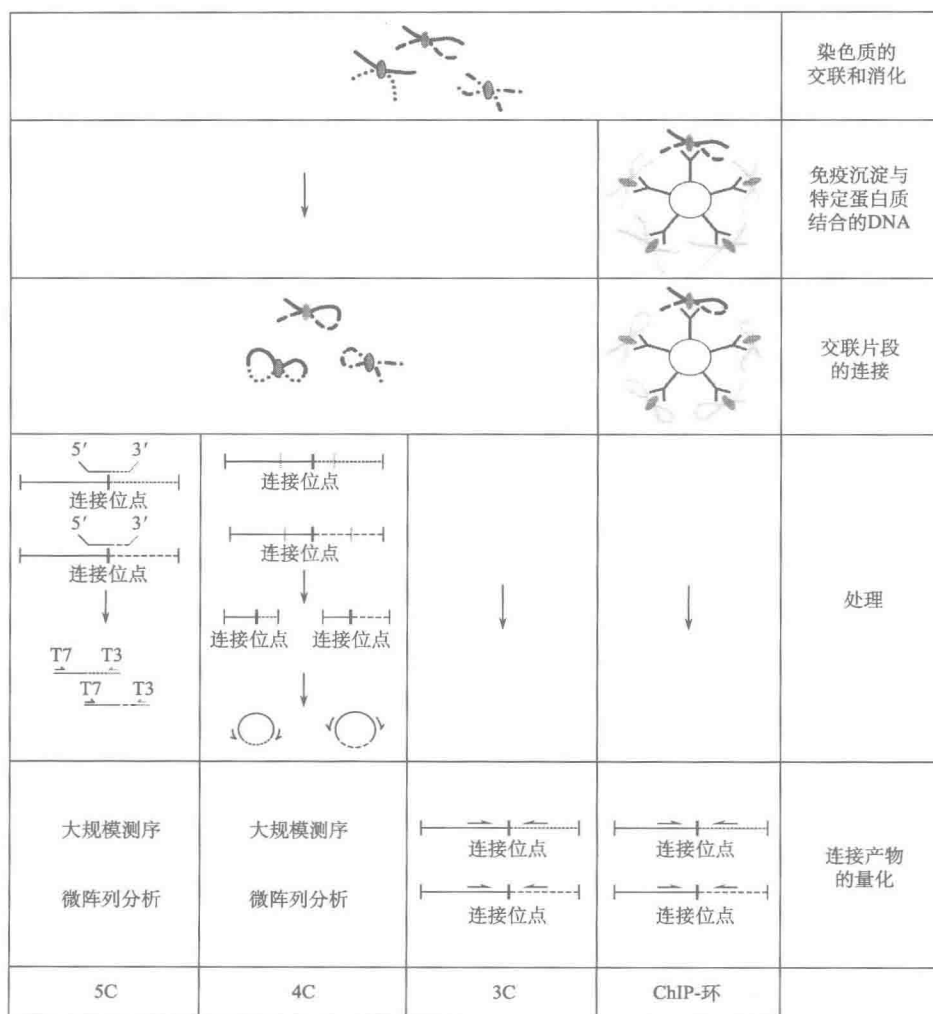 染色质的
交联和消化
免疫沉淀与
特定蛋白质
结合的DNA
交联片段
的连接
5′ 3′
连接位点
5′ 3′
连接位点
T7 T3
T7 T3
连接位点
连接位点
连接位点 连接位点
处理
大规模测序
微阵列分析
大规模测序
微阵列分析
连接位点
连接位点
连接位点
连接位点
连接产物
的量化
5C 4C 3C ChIP-环